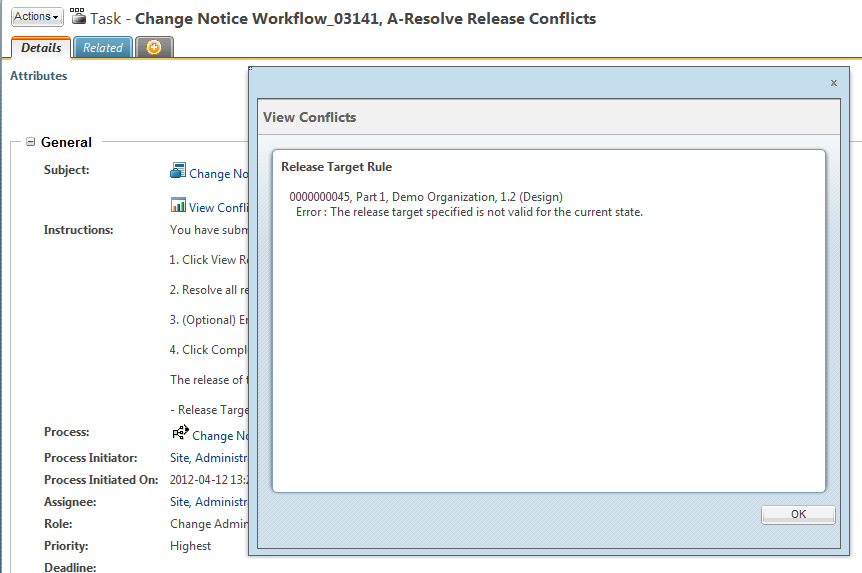 Actions
Task - Change Notice Workflow_03141, A-Resolve Release Conflicts
Details Related
Attributes
General
Subject: Change No
View Confli
Instructions: You have subm
1. Click View R
2. Resolve all re
3. (Optional) Er
4. Click Compl
The release of t
- Release Targe
Process: Change No
Process Initiator: Site, Administr
Process Initiated On: 2012-04-12 13:2
Assignee: Site, Administr
Role: Change Admin
Priority: Highest
Deadline:
x
View Conflicts
Release Target Rule
0000000045, Part 1, Demo Organization, 1.2 (Design)
Error : The release target specified is not valid for the current state.
OK